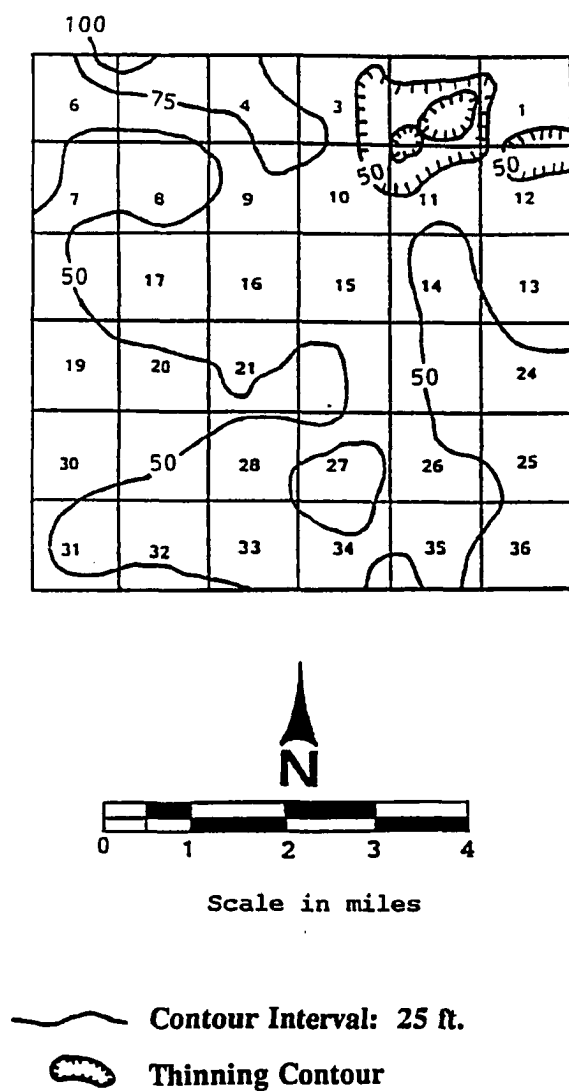 100
6 75 4 3 1
50 50
7 8 9 10 11 12
50 17 16 15 14 13
19 20 21 50 24
30 50 28 27 26 25
31 32 33 34 35 36
N
0 1 2 3 4
Scale in miles
Contour Interval: 25 ft.
Thinning Contour